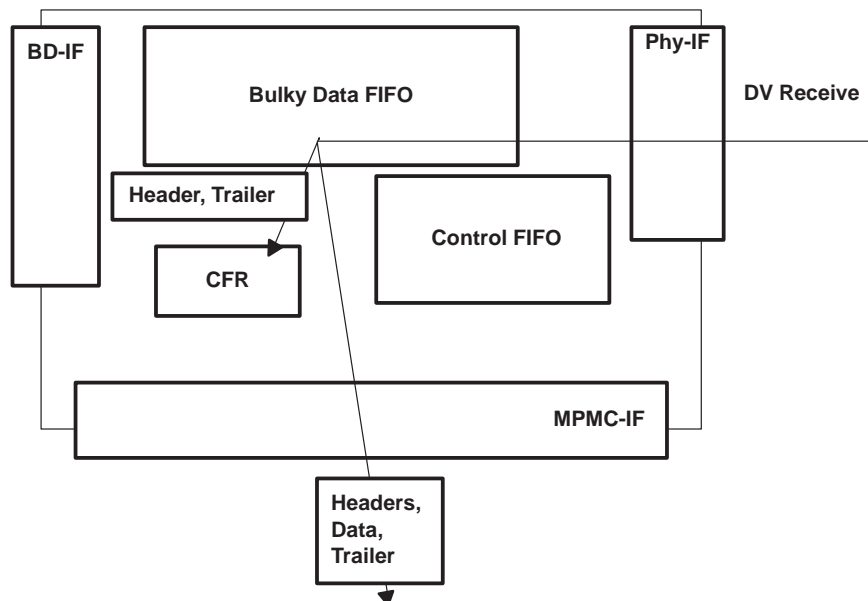 BD-IF
Phy-IF
Bulky Data FIFO
DV Receive
Header, Trailer
Control FIFO
CFR
MPMC-IF
Headers,
Data,
Trailer